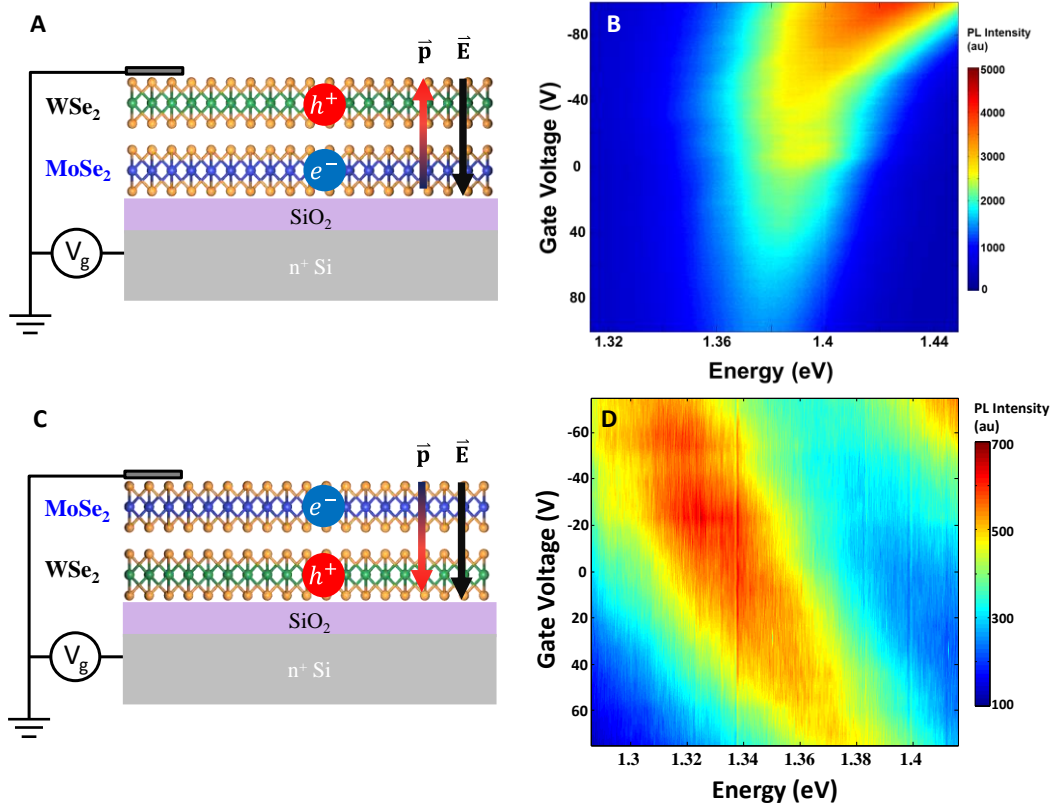 A
p⃗ E⃗
WSe₂
h⁺
MoSe₂
e⁻
SiO₂
V_g
n⁺ Si
B
PL Intensity
(au)
5000
4000
3000
2000
1000
0
-80
-40
0
40
80
Gate Voltage (V)
1.32 1.36 1.4 1.44
Energy (eV)
C
p⃗ E⃗
MoSe₂
e⁻
WSe₂
h⁺
SiO₂
V_g
n⁺ Si
D
PL Intensity
(au)
700
500
300
100
-60
-40
-20
0
20
40
60
Gate Voltage (V)
1.3 1.32 1.34 1.36 1.38 1.4
Energy (eV)